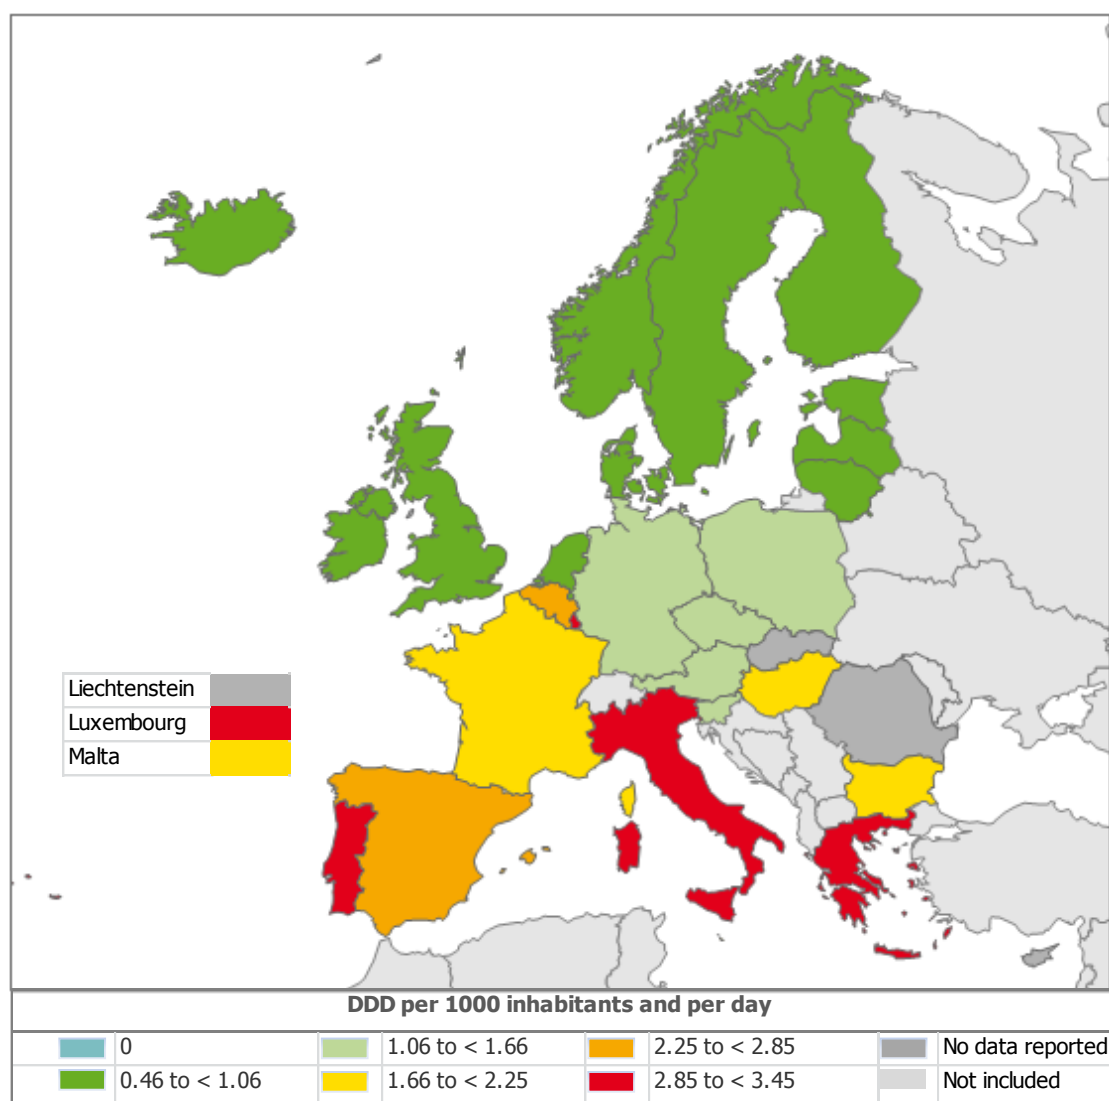 Liechtenstein
Luxembourg
Malta
DDD per 1000 inhabitants and per day
0 1.06 to < 1.66 2.25 to < 2.85 No data reported
0.46 to < 1.06 1.66 to < 2.25 2.85 to < 3.45 Not included